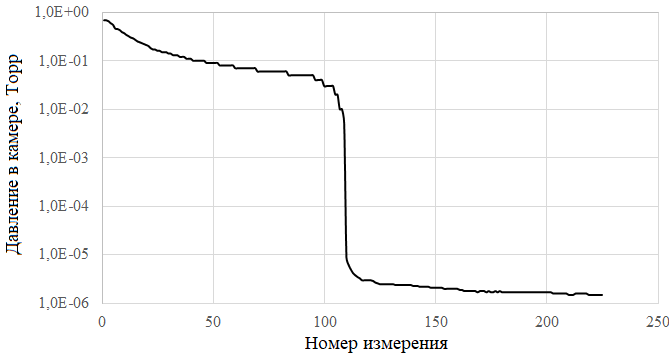 1,0E+00
1,0E-01
1,0E-02
1,0E-03
1,0E-04
1,0E-05
1,0E-06
Давление в камере, Торр
0 50 100 150 200 250
Номер измерения